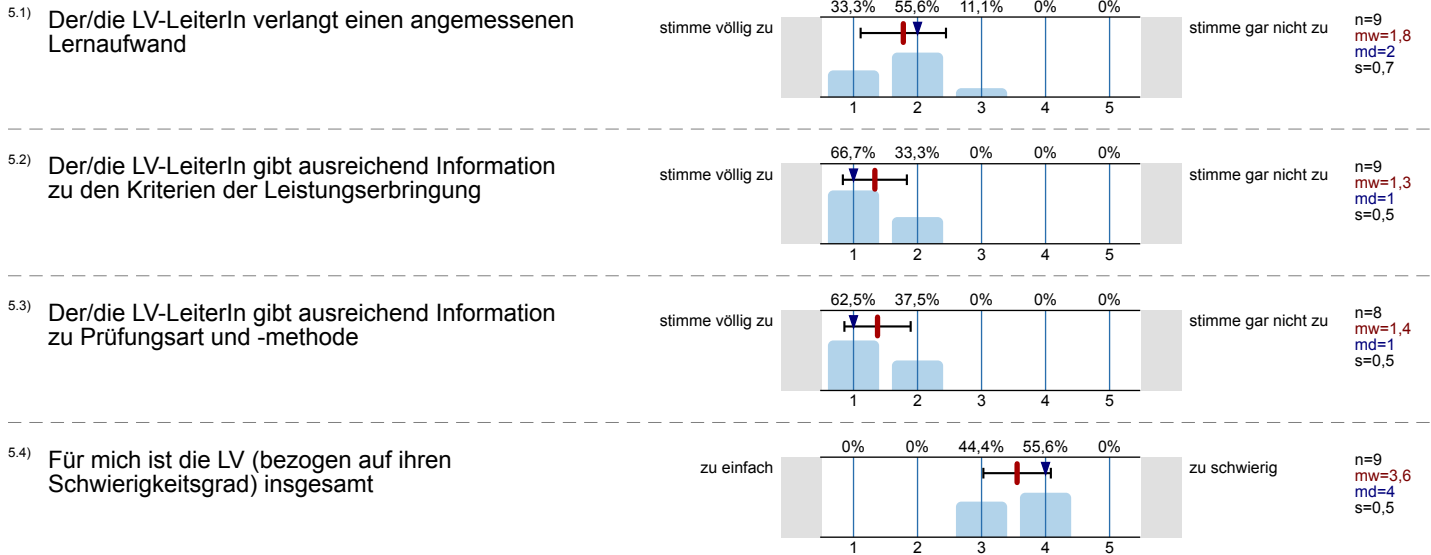 5.1) Der/die LV-LeiterIn verlangt einen angemessenen
Lernaufwand
stimme völlig zu
33,3% 55,6% 11,1% 0% 0%
1 2 3 4 5
stimme gar nicht zu
n=9
mw=1,8
md=2
s=0,7
5.2) Der/die LV-LeiterIn gibt ausreichend Information
zu den Kriterien der Leistungserbringung
stimme völlig zu
66,7% 33,3% 0% 0% 0%
1 2 3 4 5
stimme gar nicht zu
n=9
mw=1,3
md=1
s=0,5
5.3) Der/die LV-LeiterIn gibt ausreichend Information
zu Prüfungsart und -methode
stimme völlig zu
62,5% 37,5% 0% 0% 0%
1 2 3 4 5
stimme gar nicht zu
n=8
mw=1,4
md=1
s=0,5
5.4) Für mich ist die LV (bezogen auf ihren
Schwierigkeitsgrad) insgesamt
zu einfach
0% 0% 44,4% 55,6% 0%
1 2 3 4 5
zu schwierig
n=9
mw=3,6
md=4
s=0,5